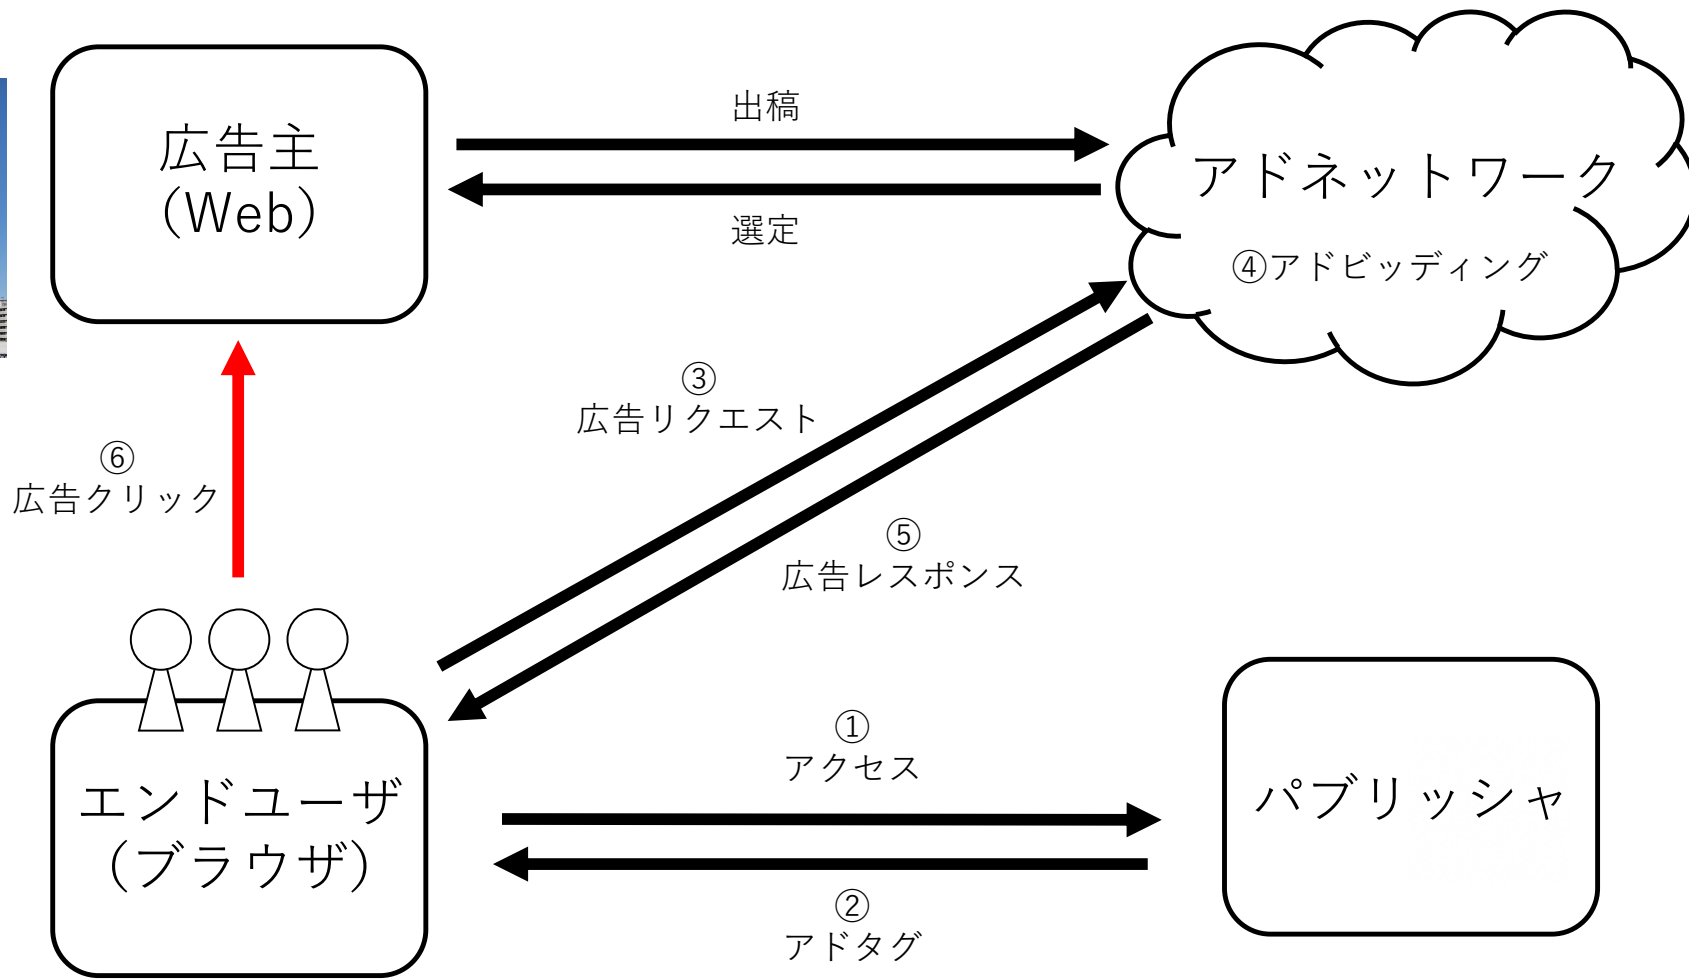 広告主
(Web)
出稿
選定
アドネットワーク
④アドビッディング
③
広告リクエスト
⑥
広告クリック
⑤
広告レスポンス
①
アクセス
エンドユーザ
(ブラウザ)
パブリッシャ
②
アドタグ